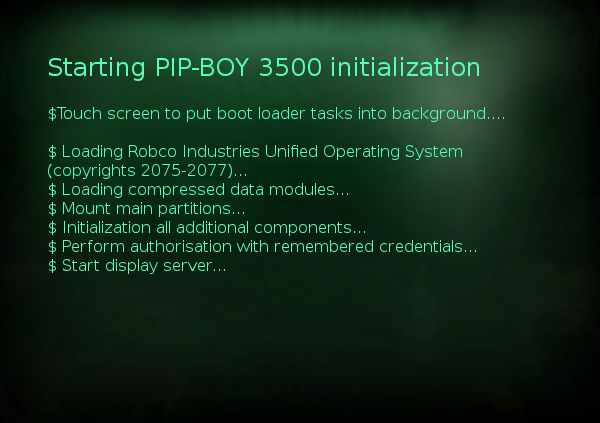 Starting PIP-BOY 3500 initialization
$Touch screen to put boot loader tasks into background....
$ Loading Robco Industries Unified Operating System
(copyrights 2075-2077)...
$ Loading compressed data modules...
$ Mount main partitions...
$ Initialization all additional components...
$ Perform authorisation with remembered credentials...
$ Start display server...